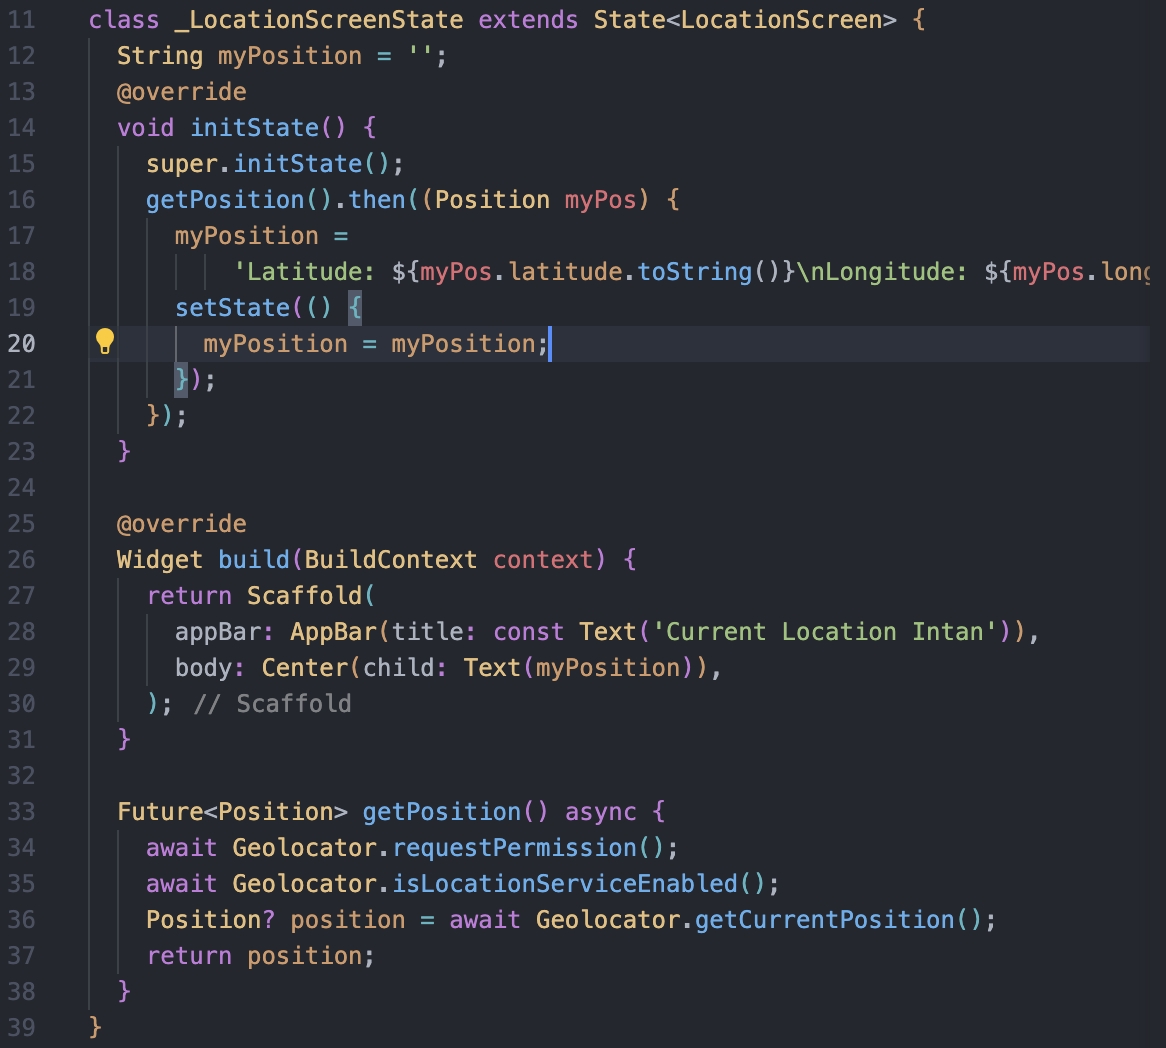 11 class _LocationScreenState extends State<LocationScreen> {
12 String myPosition = '';
13 @override
14 void initState() {
15 super.initState();
16 getPosition().then((Position myPos) {
17 myPosition =
18 'Latitude: ${myPos.latitude.toString()}\nLongitude: ${myPos.long
19 setState(() {
20 myPosition = myPosition;
21 });
22 });
23 }
24
25 @override
26 Widget build(BuildContext context) {
27 return Scaffold(
28 appBar: AppBar(title: const Text('Current Location Intan')),
29 body: Center(child: Text(myPosition)),
30 ); // Scaffold
31 }
32
33 Future<Position> getPosition() async {
34 await Geolocator.requestPermission();
35 await Geolocator.isLocationServiceEnabled();
36 Position? position = await Geolocator.getCurrentPosition();
37 return position;
38 }
39 }